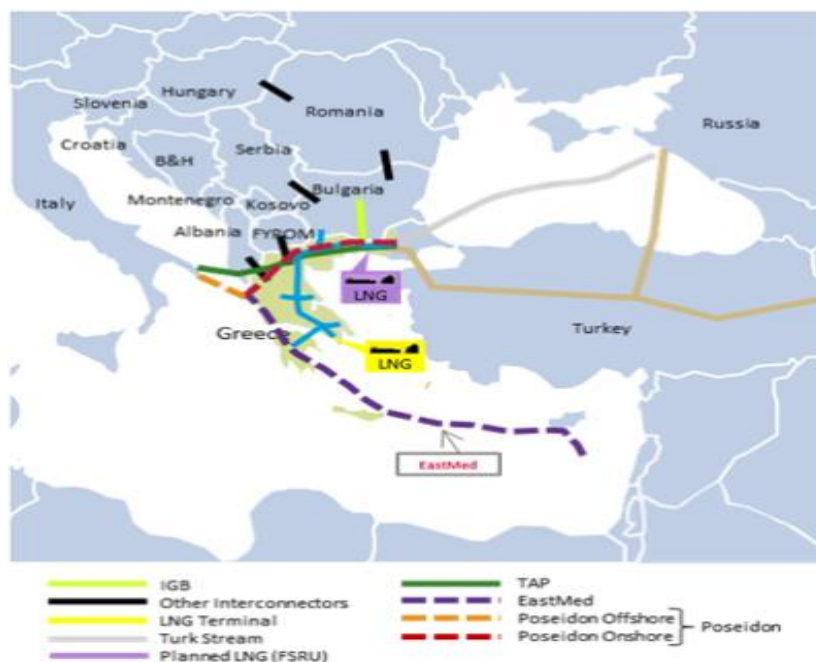 Slovenia
Hungary
Romania
Russia
Croatia
B&H
Serbia
Bulgaria
Italy
Montenegro
Kosovo
Albania
FYROM
LNG
Greece
Turkey
LNG
EastMed
IGB
Other Interconnectors
LNG Terminal
Turk Stream
Planned LNG (FSRU)
TAP
EastMed
Poseidon Offshore
Poseidon Onshore
Poseidon